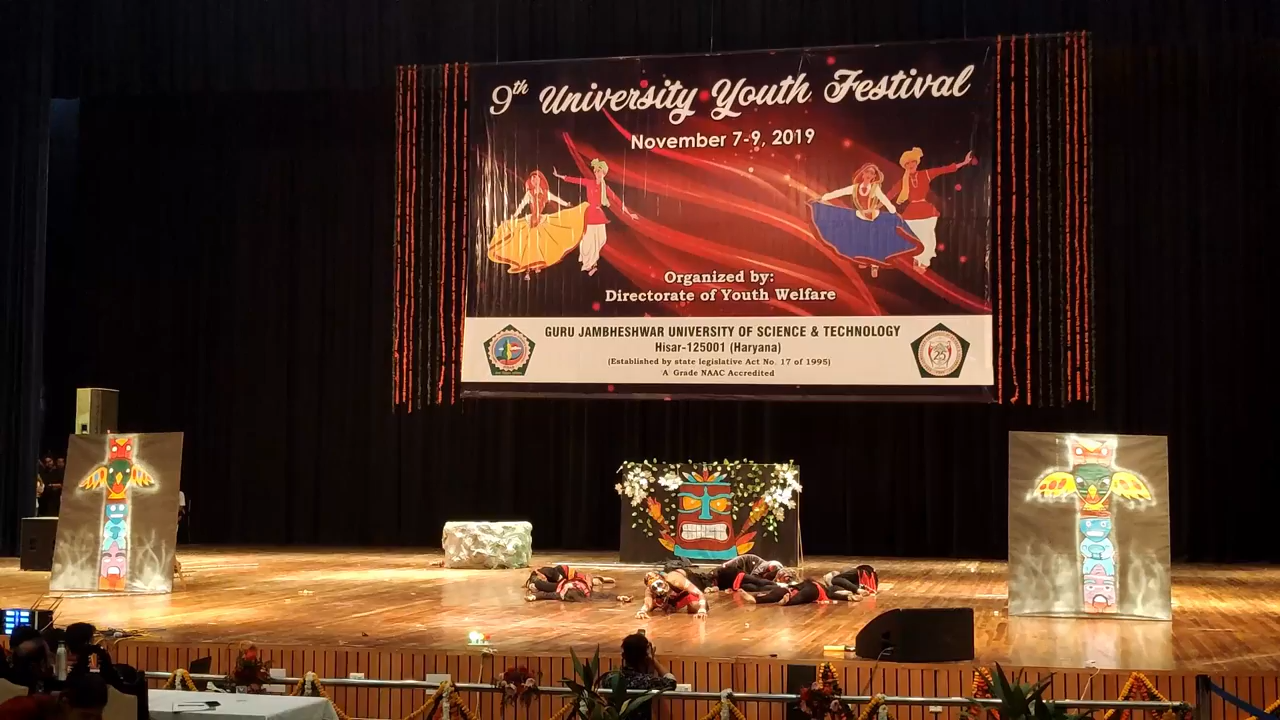 9th University Youth Festival
November 7-9, 2019
Organized by:
Directorate of Youth Welfare
GURU JAMBHESHWAR UNIVERSITY OF SCIENCE & TECHNOLOGY
Hisar-125001 (Haryana)
(Established by state legislative Act No. 17 of 1995)
'A' Grade NAAC Accredited
25